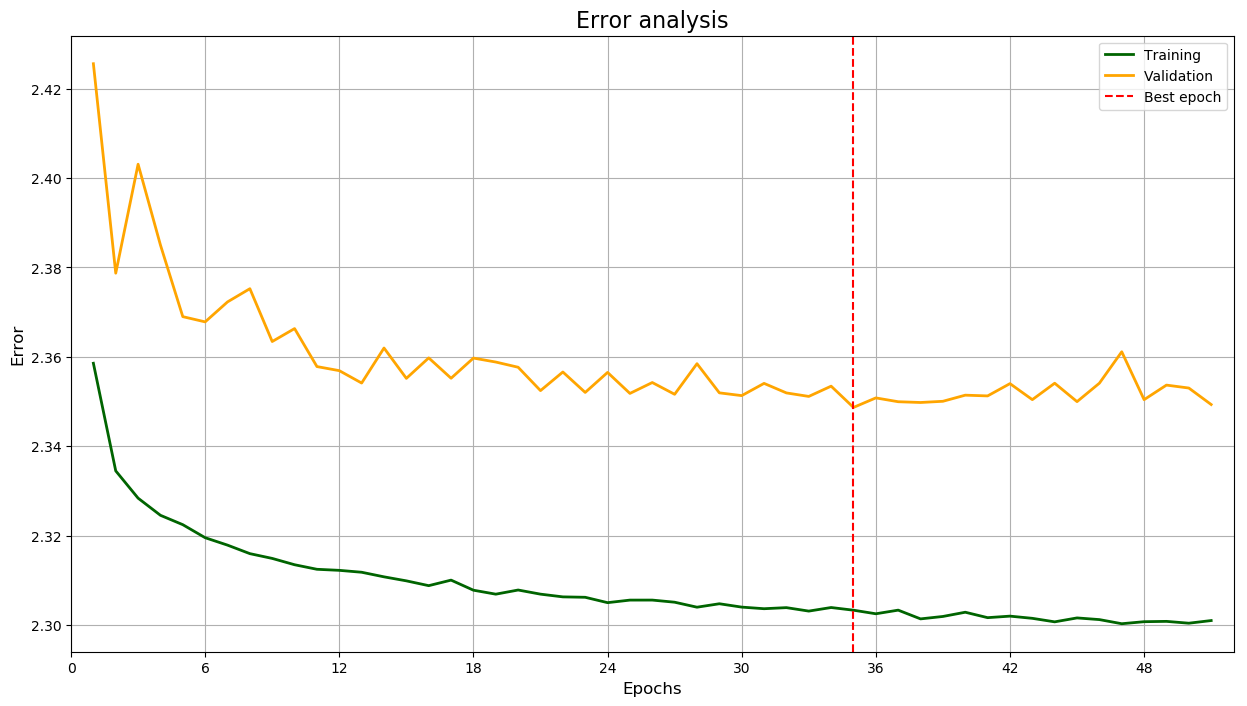 Error analysis
Training
Validation
Best epoch
2.42
2.40
2.38
2.36
2.34
2.32
2.30
Error
0 6 12 18 24 30 36 42 48
Epochs